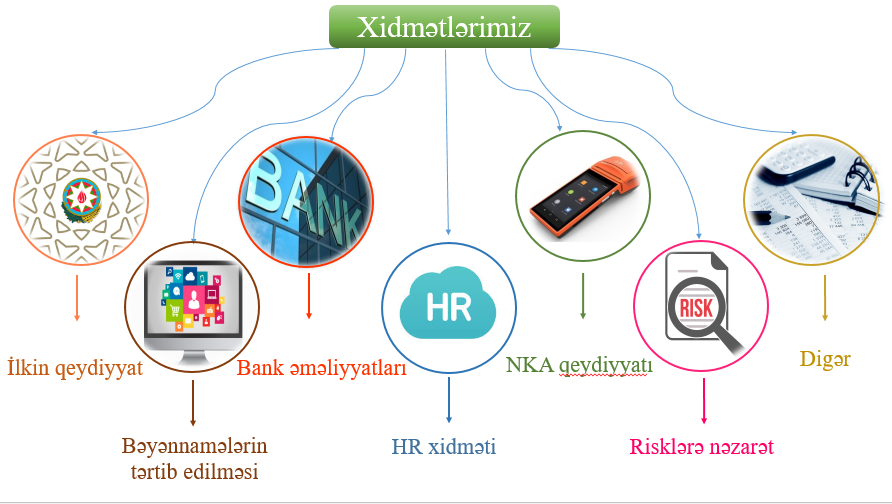 Xidmətlərimiz
BANK
HR
RISK
İlkin qeydiyyat
Bank əməliyyatları
NKA qeydiyyatı
Digər
Bəyənnamələrin
tərtib edilməsi
HR xidməti
Risklərə nəzarət